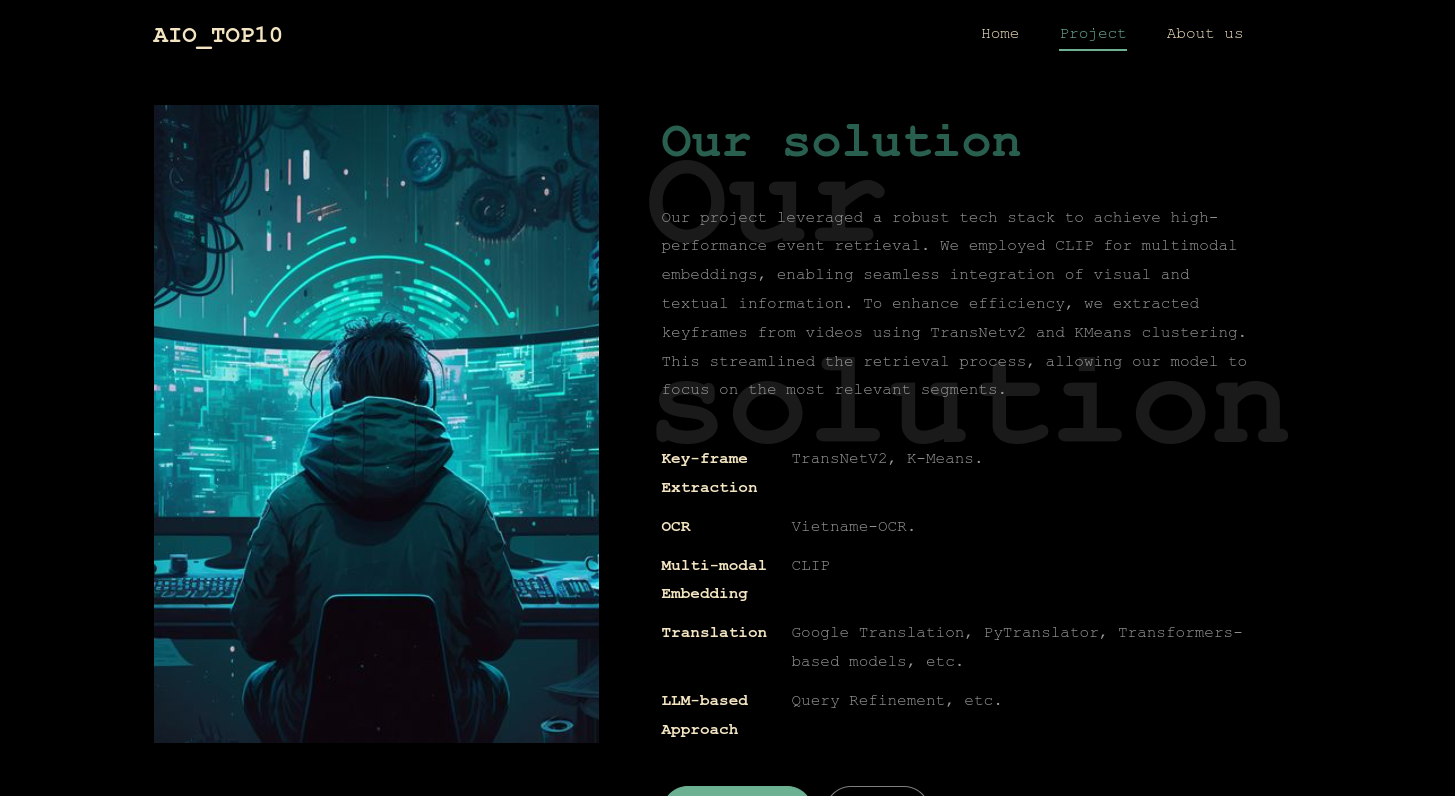 AIO_TOP10
Home Project About us
Our solution
Our
solution
Our project leveraged a robust tech stack to achieve high-
performance event retrieval. We employed CLIP for multimodal
embeddings, enabling seamless integration of visual and
textual information. To enhance efficiency, we extracted
keyframes from videos using TransNetv2 and KMeans clustering.
This streamlined the retrieval process, allowing our model to
focus on the most relevant segments.
Key-frame TransNetV2, K-Means.
Extraction
OCR Vietname-OCR.
Multi-modal CLIP
Embedding
Translation Google Translation, PyTranslator, Transformers-
based models, etc.
LLM-based Query Refinement, etc.
Approach